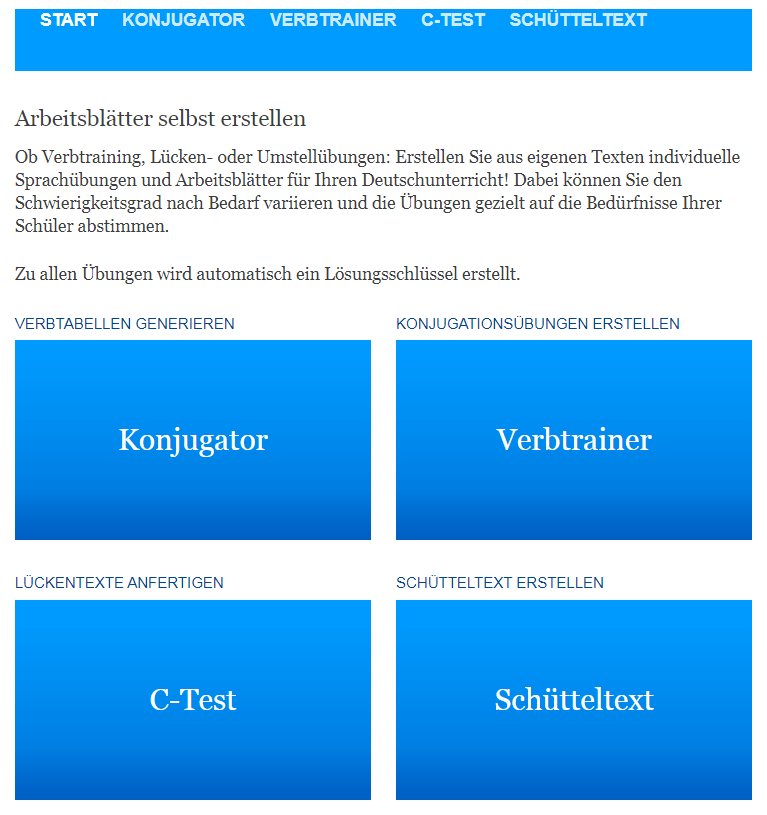 START KONJUGATOR VERBTRAINER C-TEST SCHÜTTELTEXT
Arbeitsblätter selbst erstellen
Ob Verbtraining, Lücken- oder Umstellübungen: Erstellen Sie aus eigenen Texten individuelle
Sprachübungen und Arbeitsblätter für Ihren Deutschunterricht! Dabei können Sie den
Schwierigkeitsgrad nach Bedarf variieren und die Übungen gezielt auf die Bedürfnisse Ihrer
Schüler abstimmen.
Zu allen Übungen wird automatisch ein Lösungsschlüssel erstellt.
VERBTABELLEN GENERIEREN
Konjugator
KONJUGATIONSÜBUNGEN ERSTELLEN
Verbtrainer
LÜCKENTEXTE ANFERTIGEN
C-Test
SCHÜTTELTEXT ERSTELLEN
Schütteltext